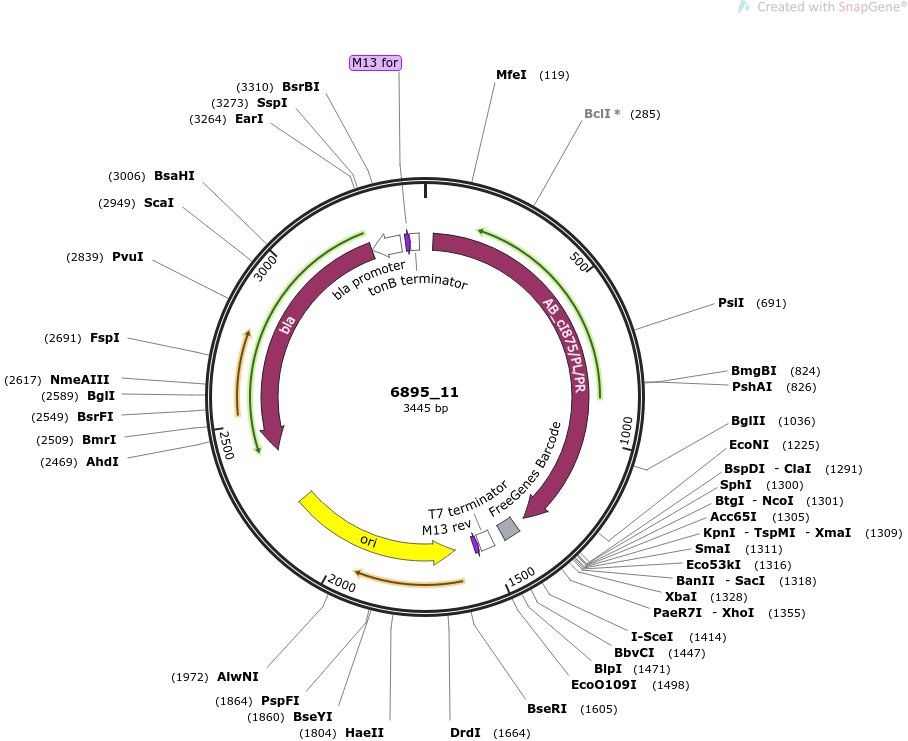 Created with SnapGene®
M13 for
(3310) BsrBI
(3273) SspI
(3264) EarI
(3006) BsaHI
(2949) ScaI
(2839) PvuI
(2691) FspI
(2617) NmeAIII
(2589) BglI
(2549) BsrFI
(2509) BmrI
(2469) AhdI
MfeI (119)
BclI * (285)
PsiI (691)
BmgBI (824)
PshAI (826)
BglII (1036)
EcoNI (1225)
BspDI - ClaI (1291)
SphI (1300)
BtgI - NcoI (1301)
Acc65I (1305)
KpnI - TspMI - XmaI (1309)
SmaI (1311)
Eco53kI (1316)
BanII - SacI (1318)
XbaI (1328)
PaeR7I - XhoI (1355)
I-SceI (1414)
BbvCI (1447)
BlpI (1471)
EcoO109I (1498)
BseRI (1605)
DrdI (1664)
(1804) HaeII
(1860) BseYI
(1864) PspFI
(1972) AlwNI
500
1000
1500
2000
2500
3000
bla promoter
tonB terminator
bla
AB_cI875/PL/PR
6895_11
3445 bp
FreeGenes Barcode
T7 terminator
M13 rev
ori